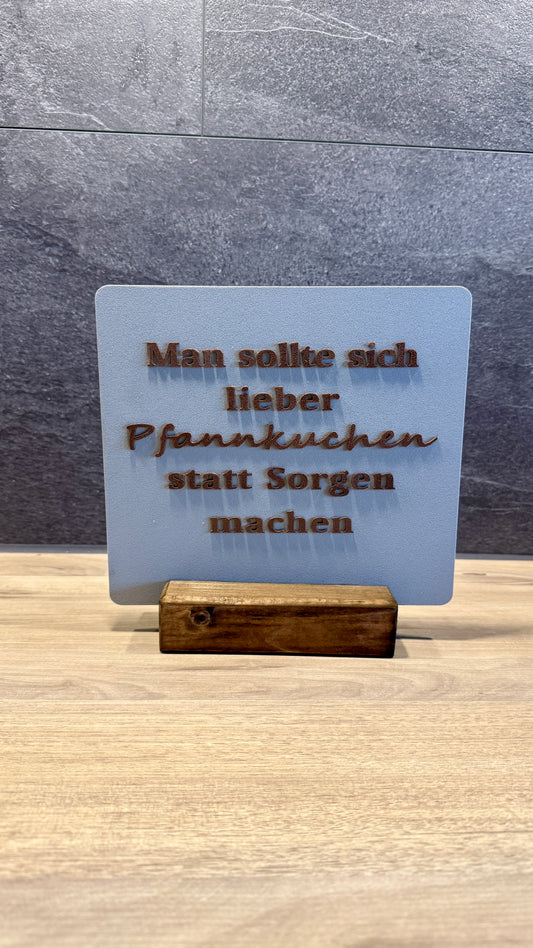 Man sollte sich
lieber
Pfannkuchen
statt Sorgen
machen